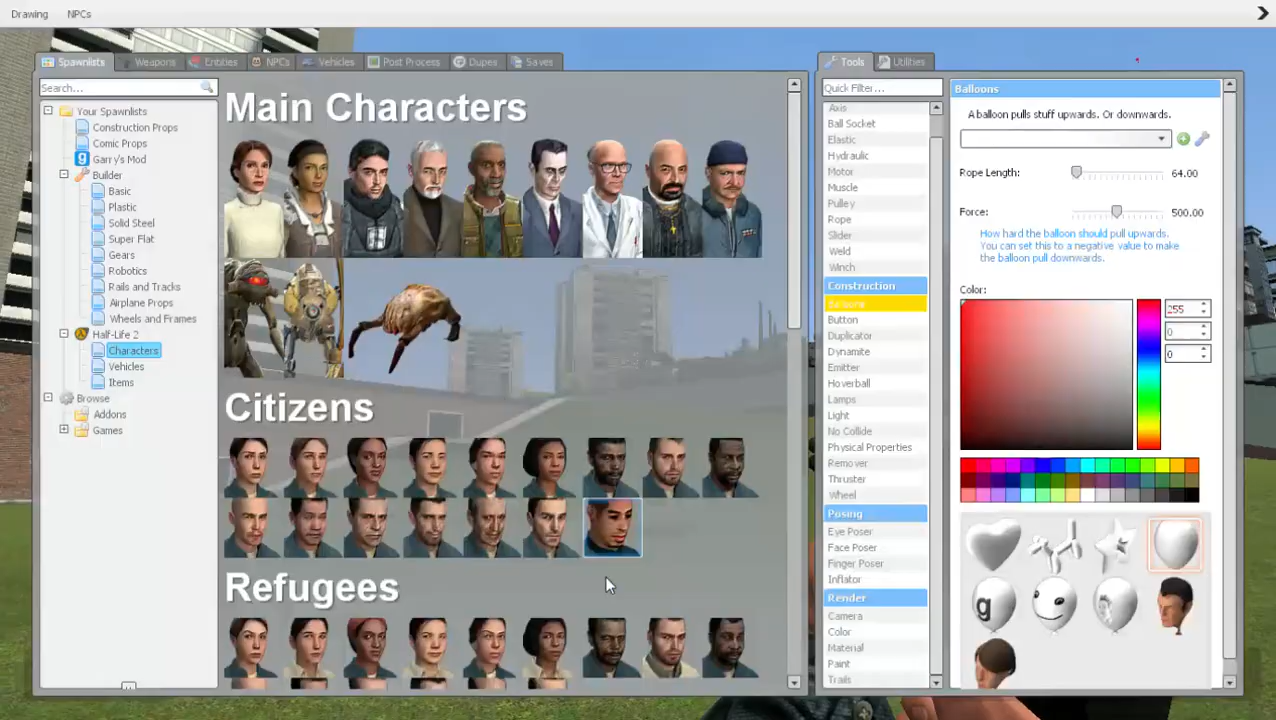 Drawing NPCs
Spawnlists Weapons Entities NPCs Vehicles Post Process Dupes Saves
Search...
Your Spawnlists
Construction Props
Comic Props
Garry's Mod
Builder
Basic
Plastic
Solid Steel
Super Flat
Gears
Robotics
Rails and Tracks
Airplane Props
Wheels and Frames
Half-Life 2
Characters
Vehicles
Items
Browse
Addons
Games
Main Characters
Citizens
Refugees
Tools Utilities
Quick Filter...
Axis
Ball Socket
Elastic
Hydraulic
Motor
Muscle
Pulley
Rope
Slider
Weld
Winch
Construction
Balloons
Button
Duplicator
Dynamite
Emitter
Hoverball
Lamps
Light
No Collide
Physical Properties
Remover
Thruster
Wheel
Posing
Eye Poser
Face Poser
Finger Poser
Inflator
Render
Camera
Color
Material
Paint
Trails
Balloons
A balloon pulls stuff upwards. Or downwards.
Rope Length: 64.00
Force: 500.00
How hard the balloon should pull upwards.
You can set this to a negative value to make
the balloon pull downwards.
Color:
255
0
0